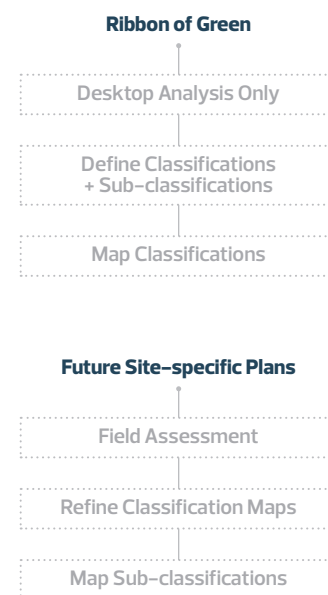 Ribbon of Green
Desktop Analysis Only
Define Classifications
+ Sub-classifications
Map Classifications
Future Site-specific Plans
Field Assessment
Refine Classification Maps
Map Sub-classifications